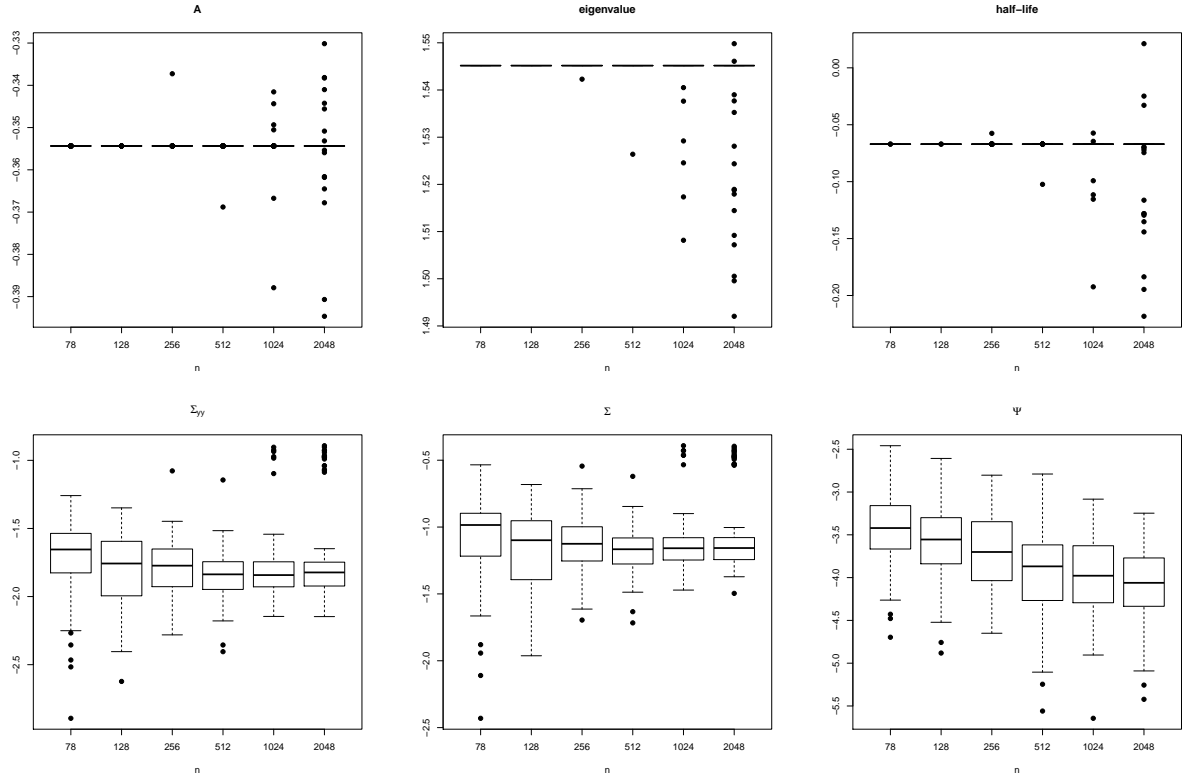 A
eigenvalue
half−life
−0.33
−0.34
−0.35
−0.36
−0.37
−0.38
−0.39
78 128 256 512 1024 2048
n
1.55
1.54
1.53
1.52
1.51
1.50
1.49
78 128 256 512 1024 2048
n
0.00
−0.05
−0.10
−0.15
−0.20
78 128 256 512 1024 2048
n
Σyy
Σ
Ψ
−1.0
−1.5
−2.0
−2.5
78 128 256 512 1024 2048
n
−0.5
−1.0
−1.5
−2.0
−2.5
78 128 256 512 1024 2048
n
−2.5
−3.0
−3.5
−4.0
−4.5
−5.0
−5.5
78 128 256 512 1024 2048
n